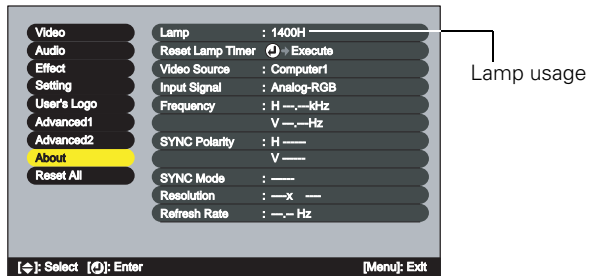 Video
Audio
Effect
Setting
User's Logo
Advanced1
Advanced2
About
Reset All
Lamp : 1400H
Reset Lamp Timer Execute
Video Source : Computer1
Input Signal : Analog-RGB
Frequency : H ---.---kHz
V ---.---Hz
SYNC Polarity : H ------
V ------
SYNC Mode : -----
Resolution : ----x ----
Refresh Rate : ---.-- Hz
[ ]: Select [ ]: Enter [Menu]: Exit
Lamp usage